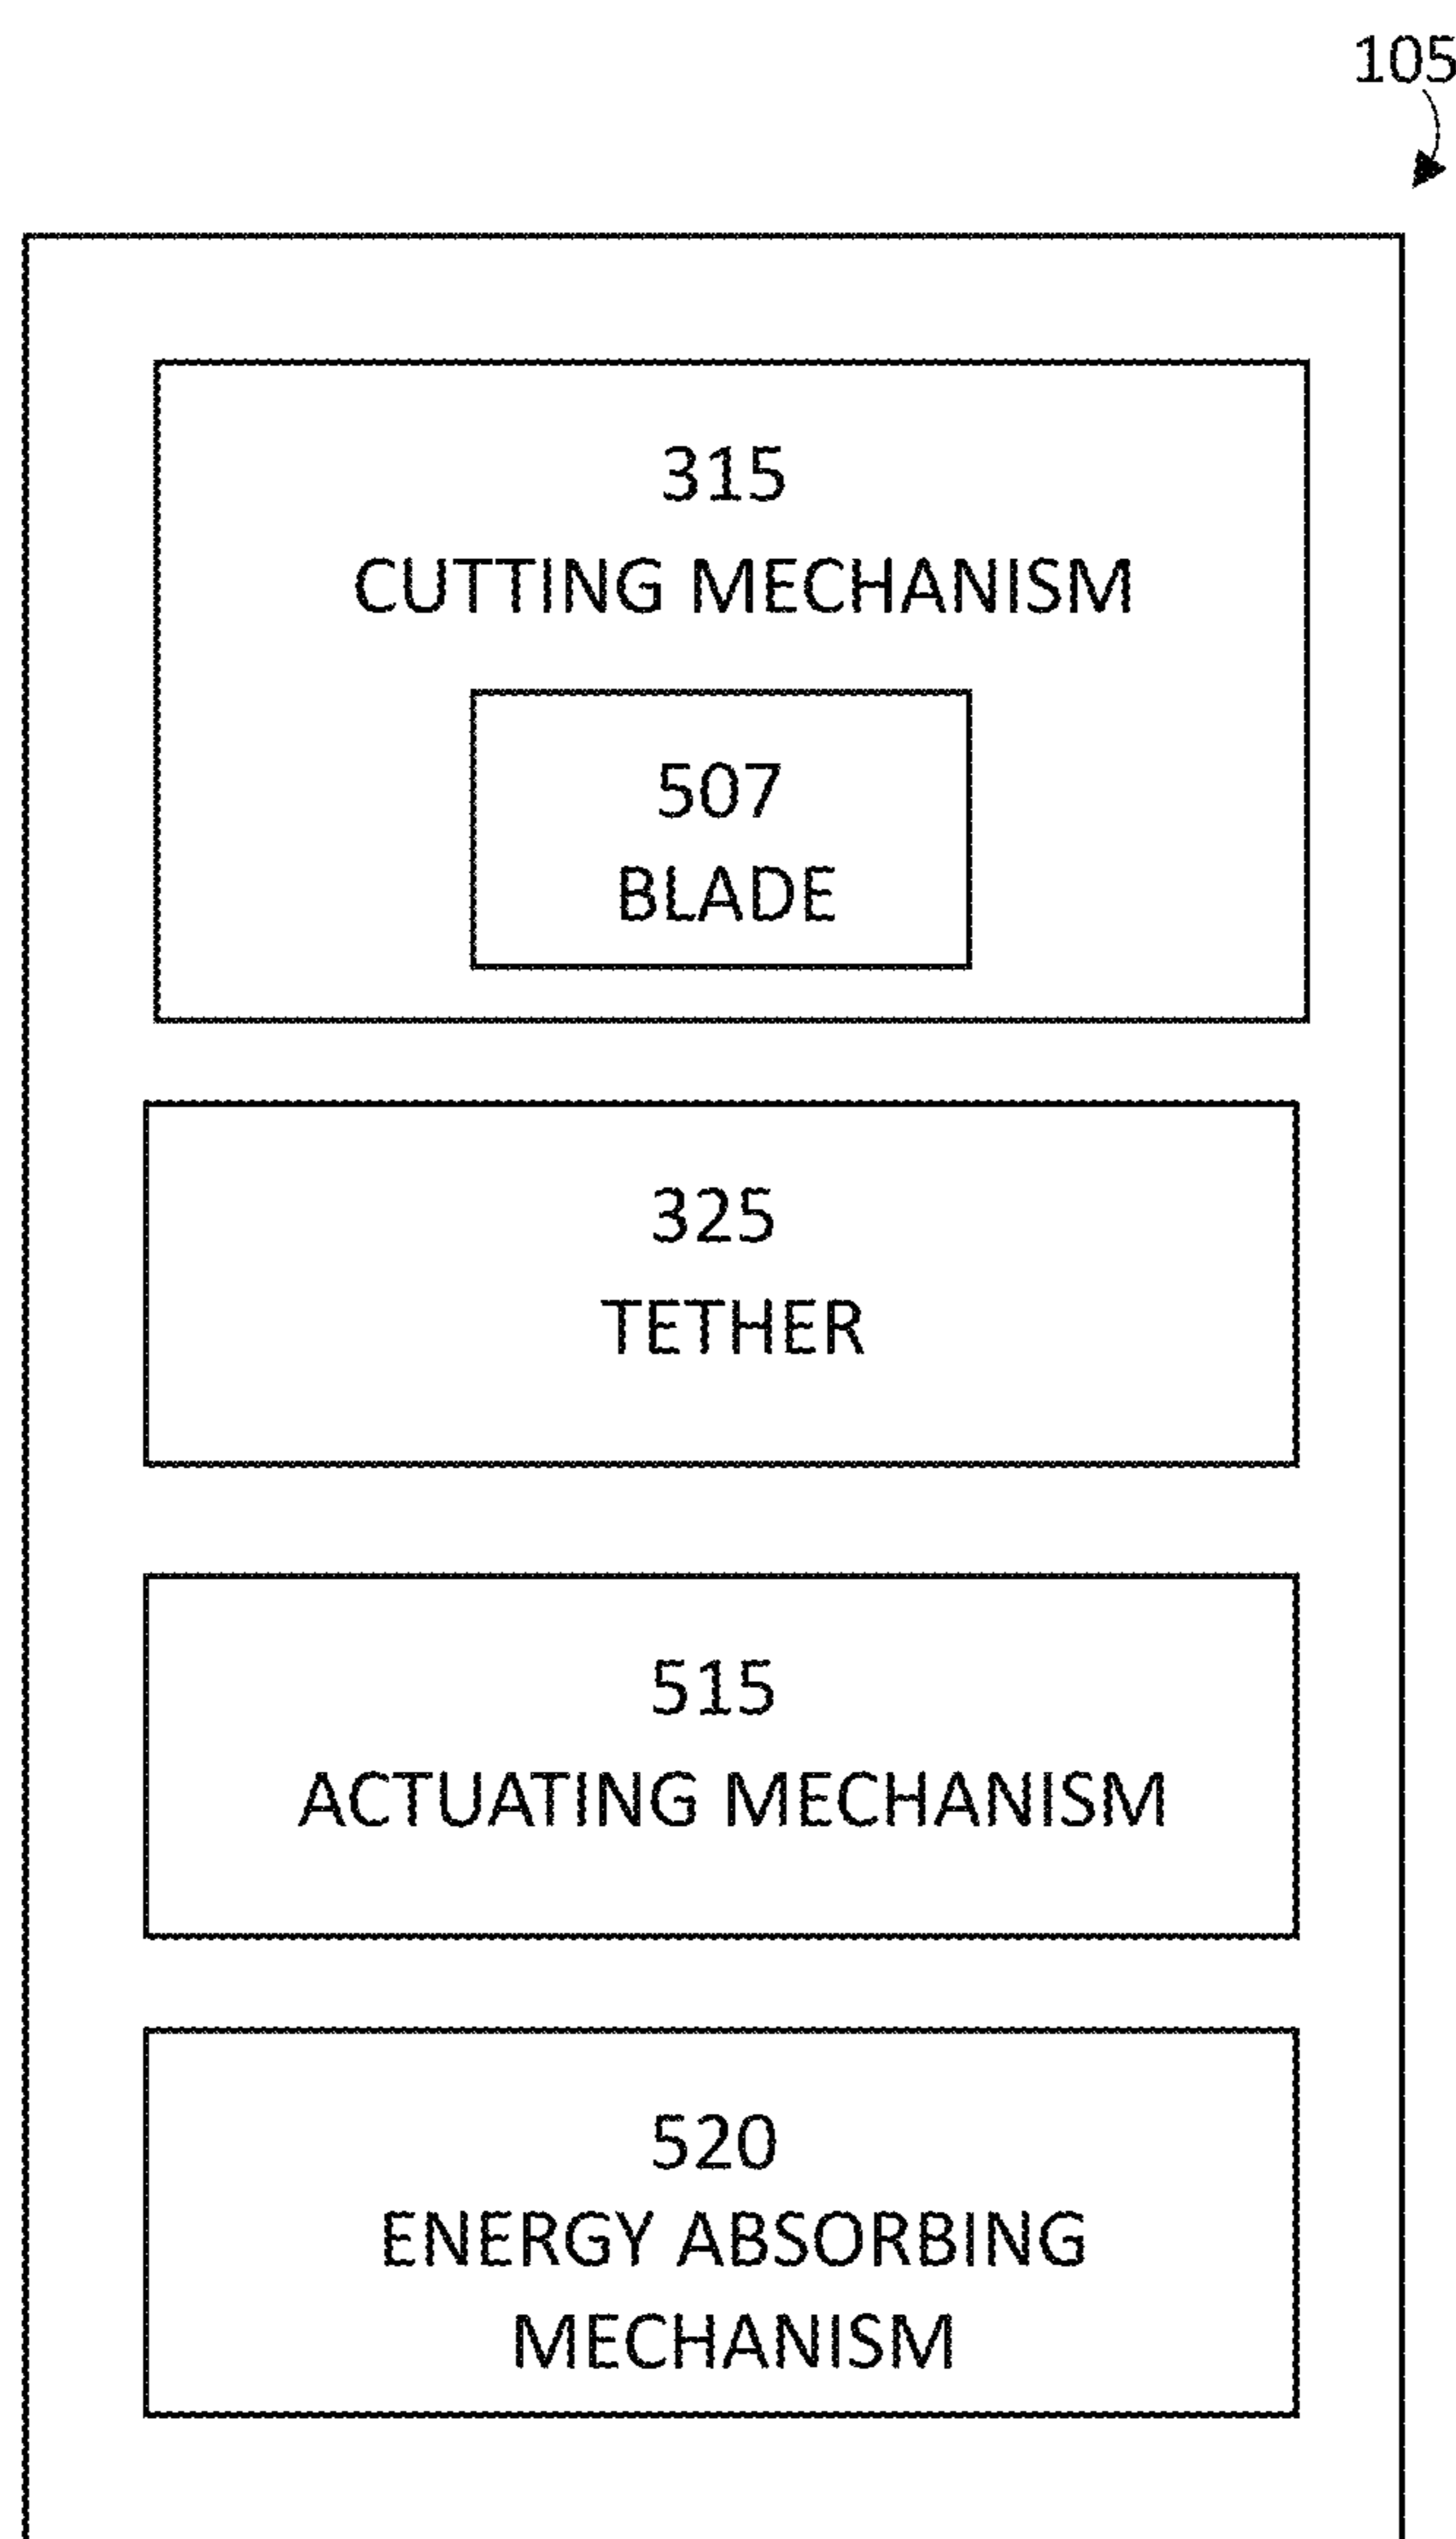 105
315
CUTTING MECHANISM
507
BLADE
325
TETHER
515
ACTUATING MECHANISM
520
ENERGY ABSORBING
MECHANISM